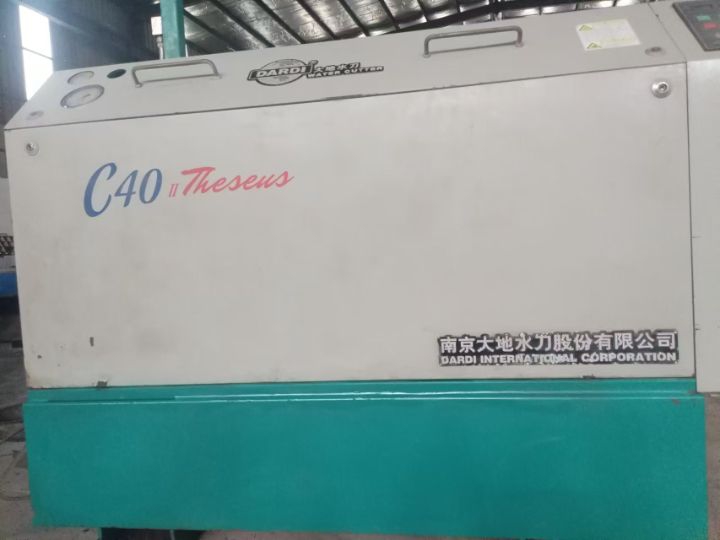 DARDI 大地水刀
WATER CUTTER
C40 II Theseus
南京大地水刀股份有限公司
DARDI INTERNATIONAL CORPORATION